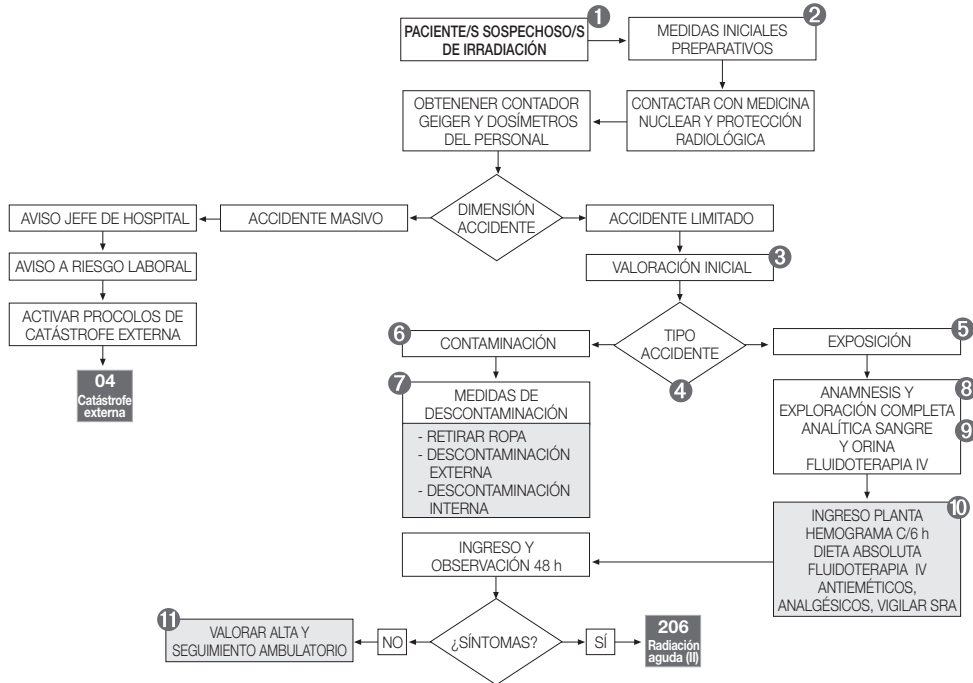 1
PACIENTE/S SOSPECHOSO/S
DE IRRADIACIÓN
2
MEDIDAS INICIALES
PREPARATIVOS
OBTENENER CONTADOR
GEIGER Y DOSÍMETROS
DEL PERSONAL
CONTACTAR CON MEDICINA
NUCLEAR Y PROTECCIÓN
RADIOLÓGICA
AVISO JEFE DE HOSPITAL
ACCIDENTE MASIVO
DIMENSIÓN
ACCIDENTE
ACCIDENTE LIMITADO
AVISO A RIESGO LABORAL
3
VALORACIÓN INICIAL
ACTIVAR PROCOLOS DE
CATÁSTROFE EXTERNA
04
Catástrofe
externa
6
CONTAMINACIÓN
TIPO
ACCIDENTE
4
5
EXPOSICIÓN
7
MEDIDAS DE
DESCONTAMINACIÓN
- RETIRAR ROPA
- DESCONTAMINACIÓN
EXTERNA
- DESCONTAMINACIÓN
INTERNA
8
ANAMNESIS Y
EXPLORACIÓN COMPLETA
ANALÍTICA SANGRE
9
Y ORINA
FLUIDOTERAPIA IV
10
INGRESO PLANTA
HEMOGRAMA C/6 h
DIETA ABSOLUTA
FLUIDOTERAPIA IV
ANTIEMÉTICOS,
ANALGÉSICOS, VIGILAR SRA
INGRESO Y
OBSERVACIÓN 48 h
11
VALORAR ALTA Y
SEGUIMIENTO AMBULATORIO
NO
¿SÍNTOMAS?
SÍ
206
Radiación
aguda (II)